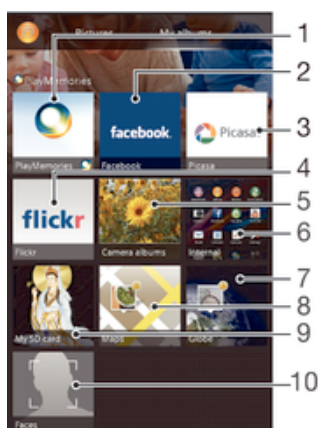 Pictures
My albums
PlayMemories
1
2
facebook.
Picasa
3
PlayMemories
Facebook
Picasa
4
flickr
5
6
Flickr
Camera albums
Internal
7
8
9
My SD card
Maps
Globe
10
Faces